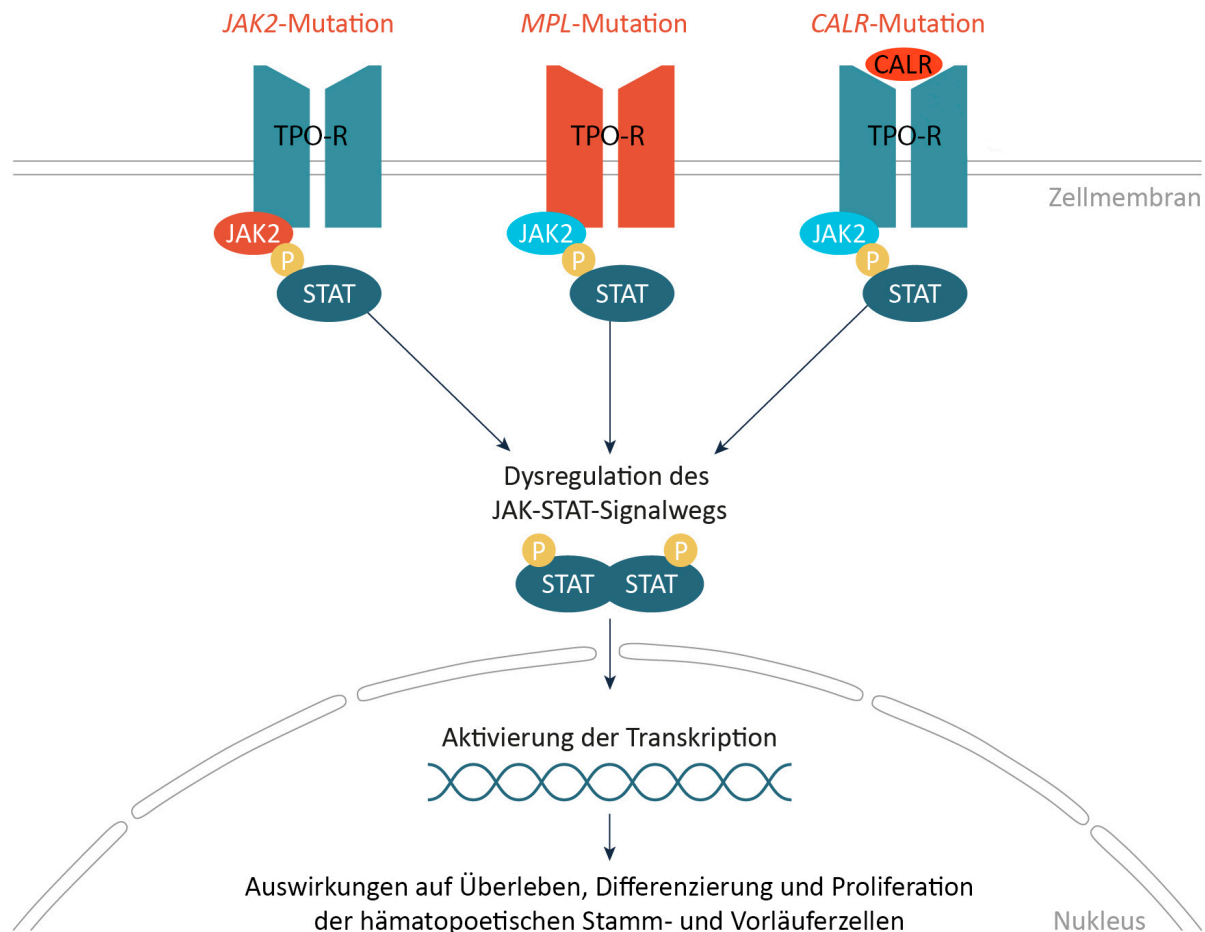 JAK2-Mutation
MPL-Mutation
CALR-Mutation
CALR
TPO-R
TPO-R
TPO-R
Zellmembran
JAK2
JAK2
JAK2
P
P
P
STAT
STAT
STAT
Dysregulation des
JAK-STAT-Signalwegs
P
P
STAT
STAT
Aktivierung der Transkription
Auswirkungen auf Überleben, Differenzierung und Proliferation
der hämatopoetischen Stamm- und Vorläuferzellen
Nukleus